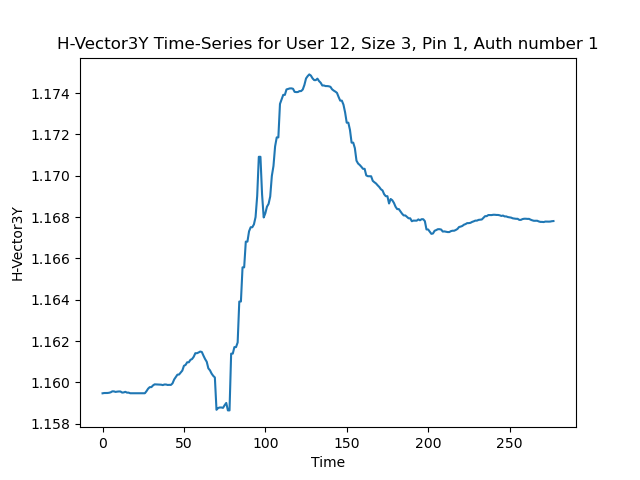 H-Vector3Y Time-Series for User 12, Size 3, Pin 1, Auth number 1
H-Vector3Y
1.174
1.172
1.170
1.168
1.166
1.164
1.162
1.160
1.158
0 50 100 150 200 250
Time